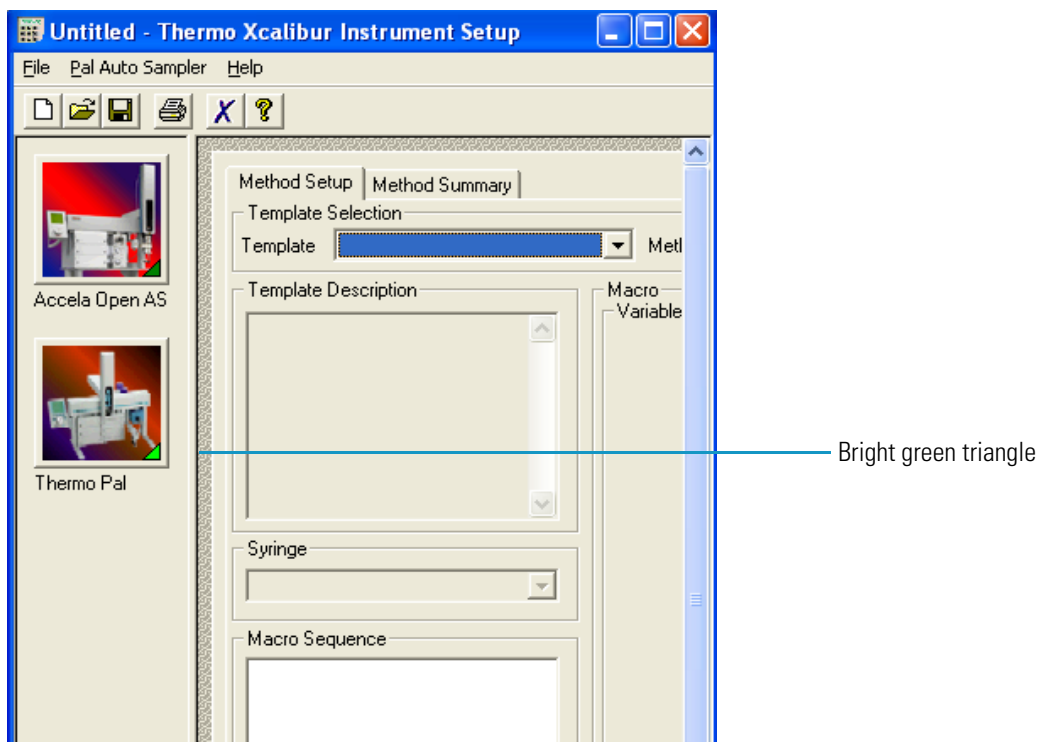 Untitled - Thermo Xcalibur Instrument Setup
File Pal Auto Sampler Help
Method Setup Method Summary
Template Selection
Template Metl
Accela Open AS
Template Description
Macro
Variable
Thermo Pal
Bright green triangle
Syringe
Macro Sequence